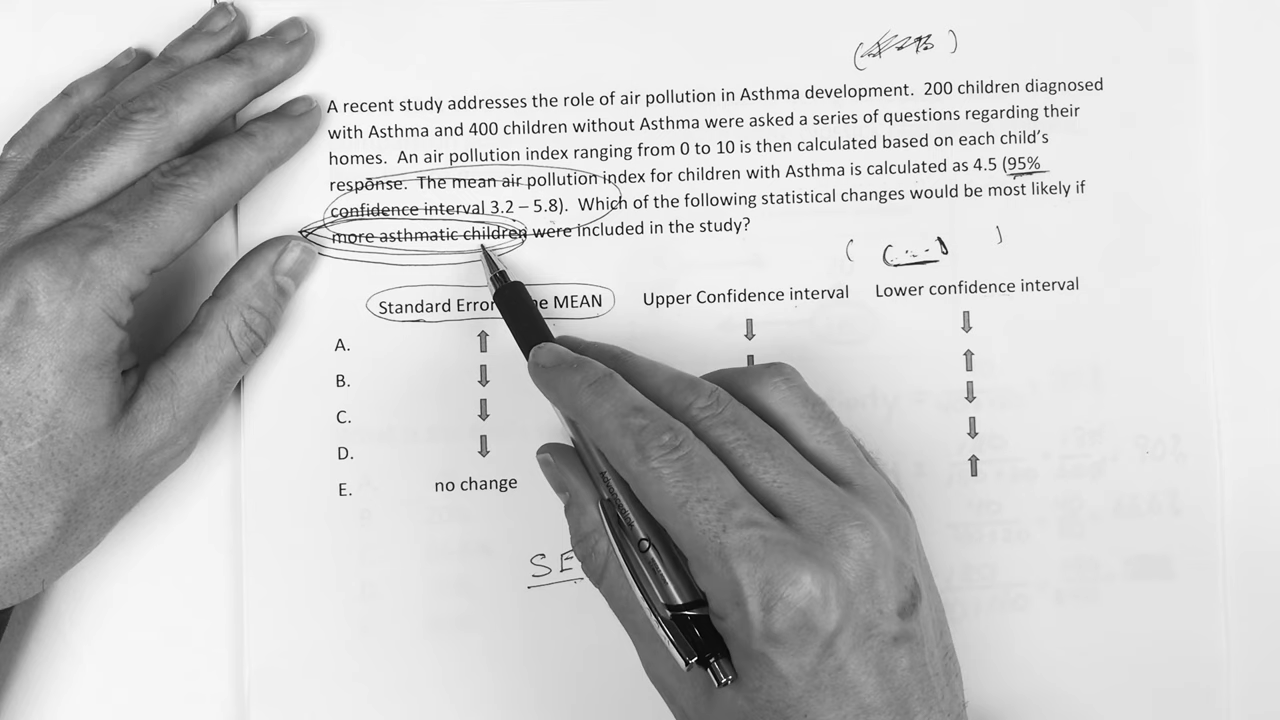 A recent study addresses the role of air pollution in Asthma development. 200 children diagnosed
with Asthma and 400 children without Asthma were asked a series of questions regarding their
homes. An air pollution index ranging from 0 to 10 is then calculated based on each child's
response. The mean air pollution index for children with Asthma is calculated as 4.5 (95%
confidence interval 3.2 – 5.8). Which of the following statistical changes would be most likely if
more asthmatic children were included in the study?
Standard Error MEAN Upper Confidence interval Lower confidence interval
A. ↑ ↓ ↓
B. ↓ ↑
C. ↓ ↓
D. ↓ ↓
E. no change ↑
SE